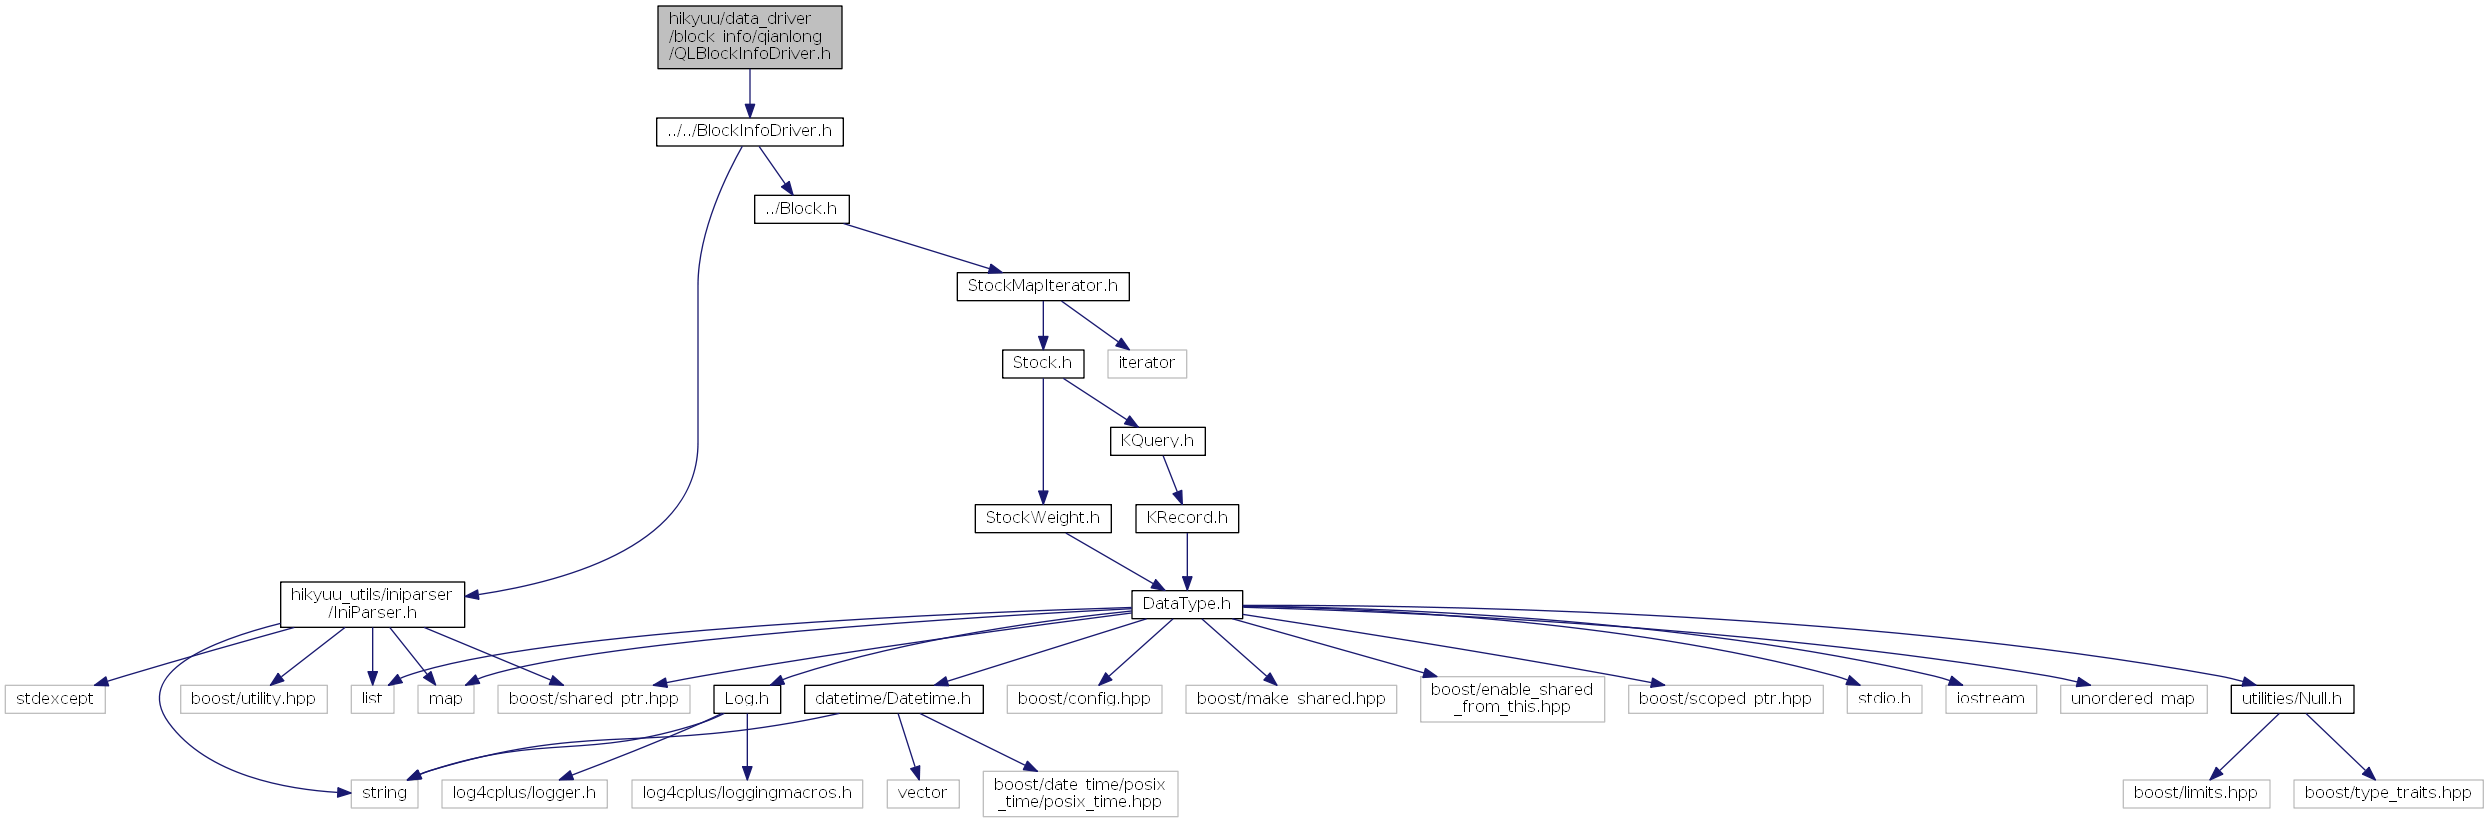 hikyuu/data_driver
/block_info/qianlong
/QLBlockInfoDriver.h
../../BlockInfoDriver.h
../Block.h
StockMapIterator.h
Stock.h
iterator
KQuery.h
StockWeight.h
KRecord.h
hikyuu_utils/iniparser
/IniParser.h
DataType.h
stdexcept
boost/utility.hpp
list
map
boost/shared_ptr.hpp
Log.h
datetime/Datetime.h
boost/config.hpp
boost/make_shared.hpp
boost/enable_shared
_from_this.hpp
boost/scoped_ptr.hpp
stdio.h
iostream
unordered_map
utilities/Null.h
string
log4cplus/logger.h
log4cplus/loggingmacros.h
vector
boost/date_time/posix
_time/posix_time.hpp
boost/limits.hpp
boost/type_traits.hpp